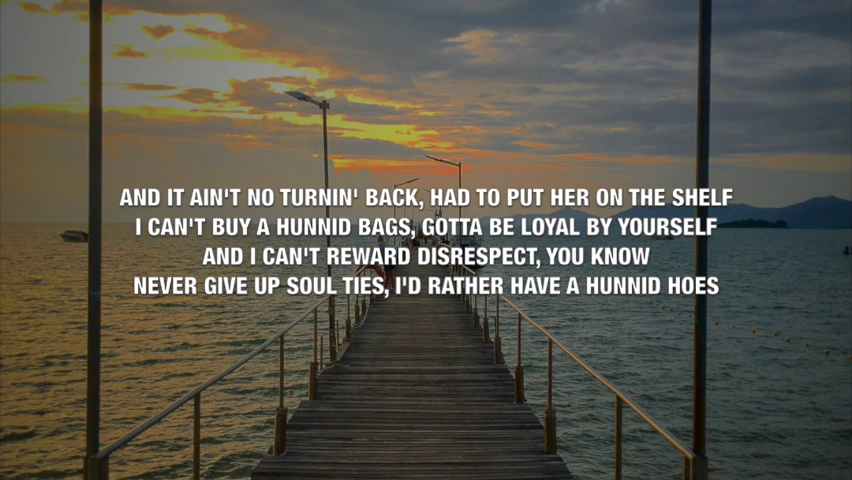 AND IT AIN'T NO TURNIN' BACK, HAD TO PUT HER ON THE SHELF
I CAN'T BUY A HUNNID BAGS, GOTTA BE LOYAL BY YOURSELF
AND I CAN'T REWARD DISRESPECT, YOU KNOW
NEVER GIVE UP SOUL TIES, I'D RATHER HAVE A HUNNID HOES